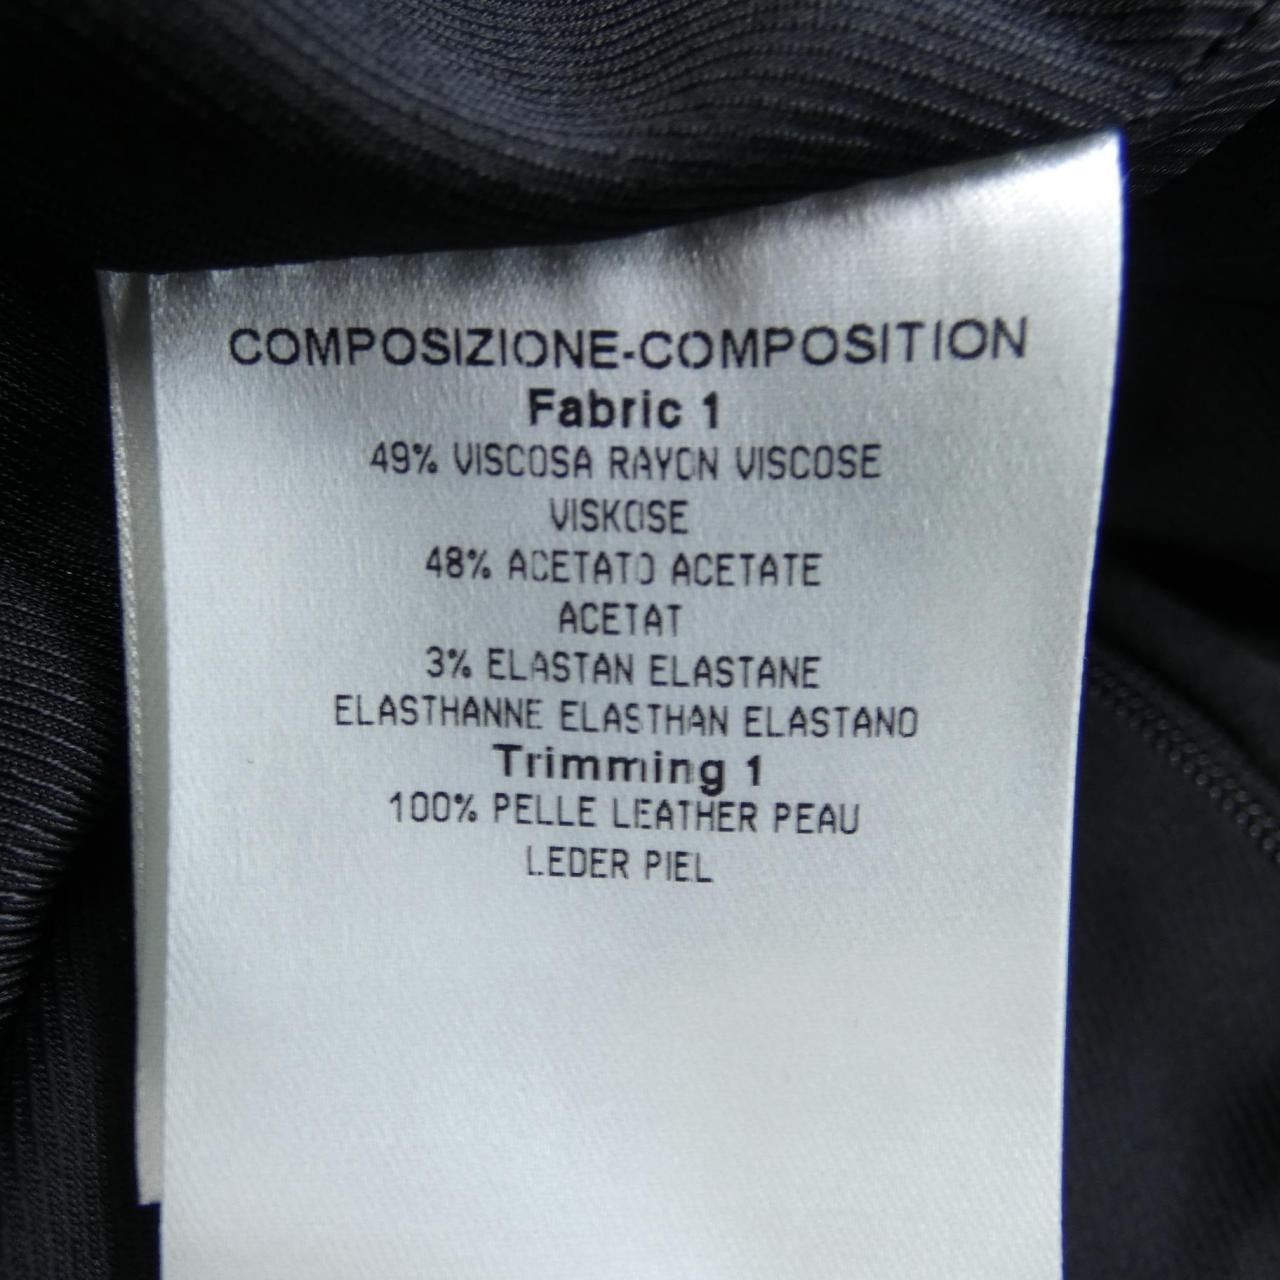 COMPOSIZIONE-COMPOSITION
Fabric 1
49% VISCOSA RAYON VISCOSE
VISKOSE
48% ACETATO ACETATE
ACETAT
3% ELASTAN ELASTANE
ELASTHANNE ELASTHAN ELASTANO
Trimming 1
100% PELLE LEATHER PEAU
LEDER PIEL